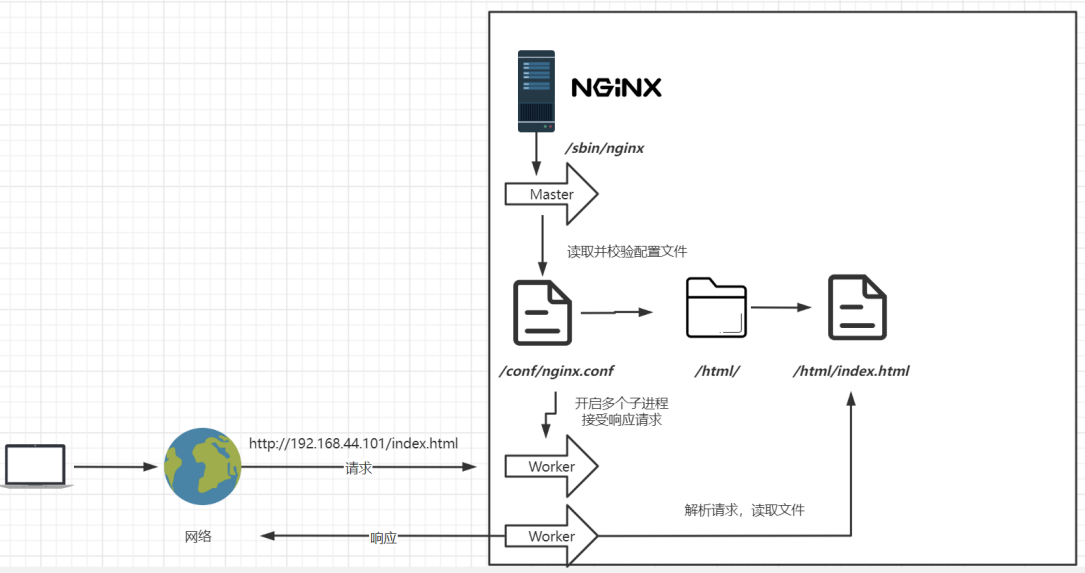 NGiNX
/sbin/nginx
Master
读取并校验配置文件
/conf/nginx.conf
/html/
/html/index.html
开启多个子进程
接受响应请求
http://192.168.44.101/index.html
请求
Worker
解析请求，读取文件
网络
响应
Worker